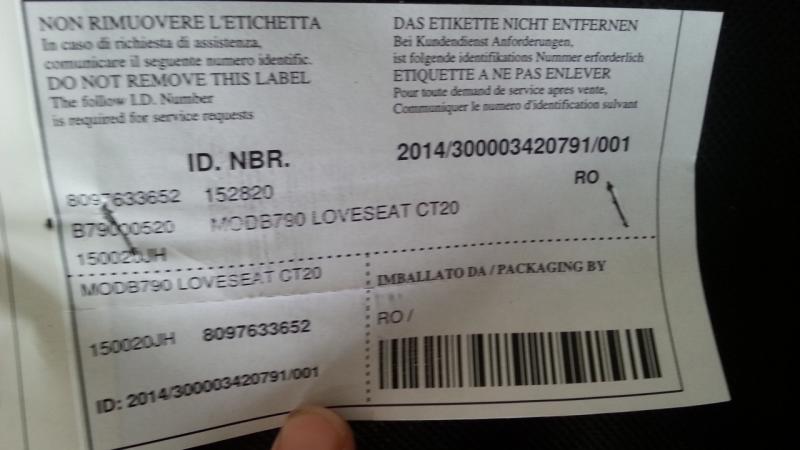 NON RIMUOVERE L'ETICHETTA
In caso di richiesta di assistenza,
comunicare il seguente numero identific.
DO NOT REMOVE THIS LABEL
The follow I.D. Number
is required for service requests
DAS ETIKETTE NICHT ENTFERNEN
Bei Kundendienst Anforderungen,
ist folgende identifikations Nummer erforderlich
ETIQUETTE A NE PAS ENLEVER
Pour toute demand de service apres vente,
Communiquer le numero d'identification suivant
ID. NBR. 2014/300003420791/001
8097633652 152820 RO
B79000520 MODB790 LOVESEAT CT20
150020JH
MODB790 LOVESEAT CT20
150020JH 8097633652
ID: 2014/300003420791/001
IMBALLATO DA / PACKAGING BY
RO /